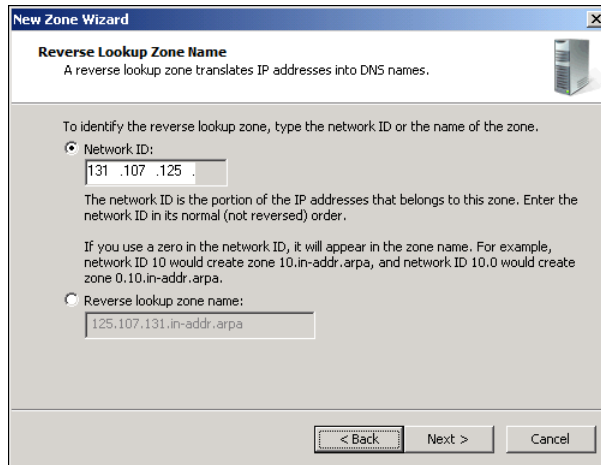 New Zone Wizard
Reverse Lookup Zone Name
A reverse lookup zone translates IP addresses into DNS names.
To identify the reverse lookup zone, type the network ID or the name of the zone.
Network ID:
131 .107 .125 .
The network ID is the portion of the IP addresses that belongs to this zone. Enter the
network ID in its normal (not reversed) order.
If you use a zero in the network ID, it will appear in the zone name. For example,
network ID 10 would create zone 10.in-addr.arpa, and network ID 10.0 would create
zone 0.10.in-addr.arpa.
Reverse lookup zone name:
125.107.131.in-addr.arpa
< Back Next > Cancel